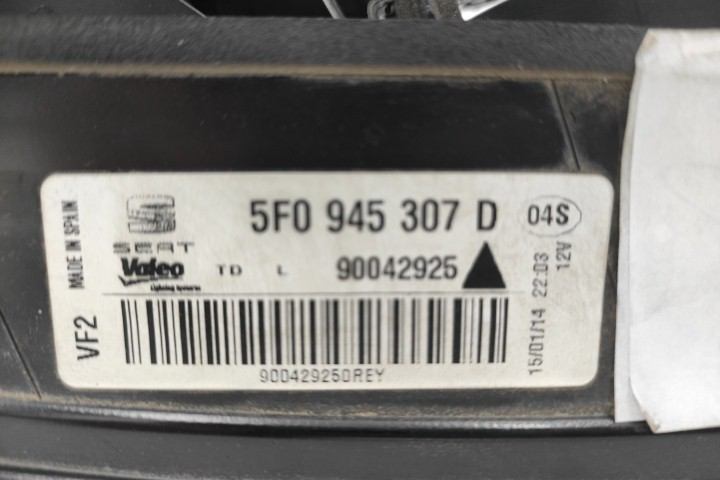 MADE IN SPAIN
VF2
SEAT
Valeo
Lighting Systems
TD L
5F0 945 307 D
90042925
04S
15/01/14 22:03
12V
900429250REY